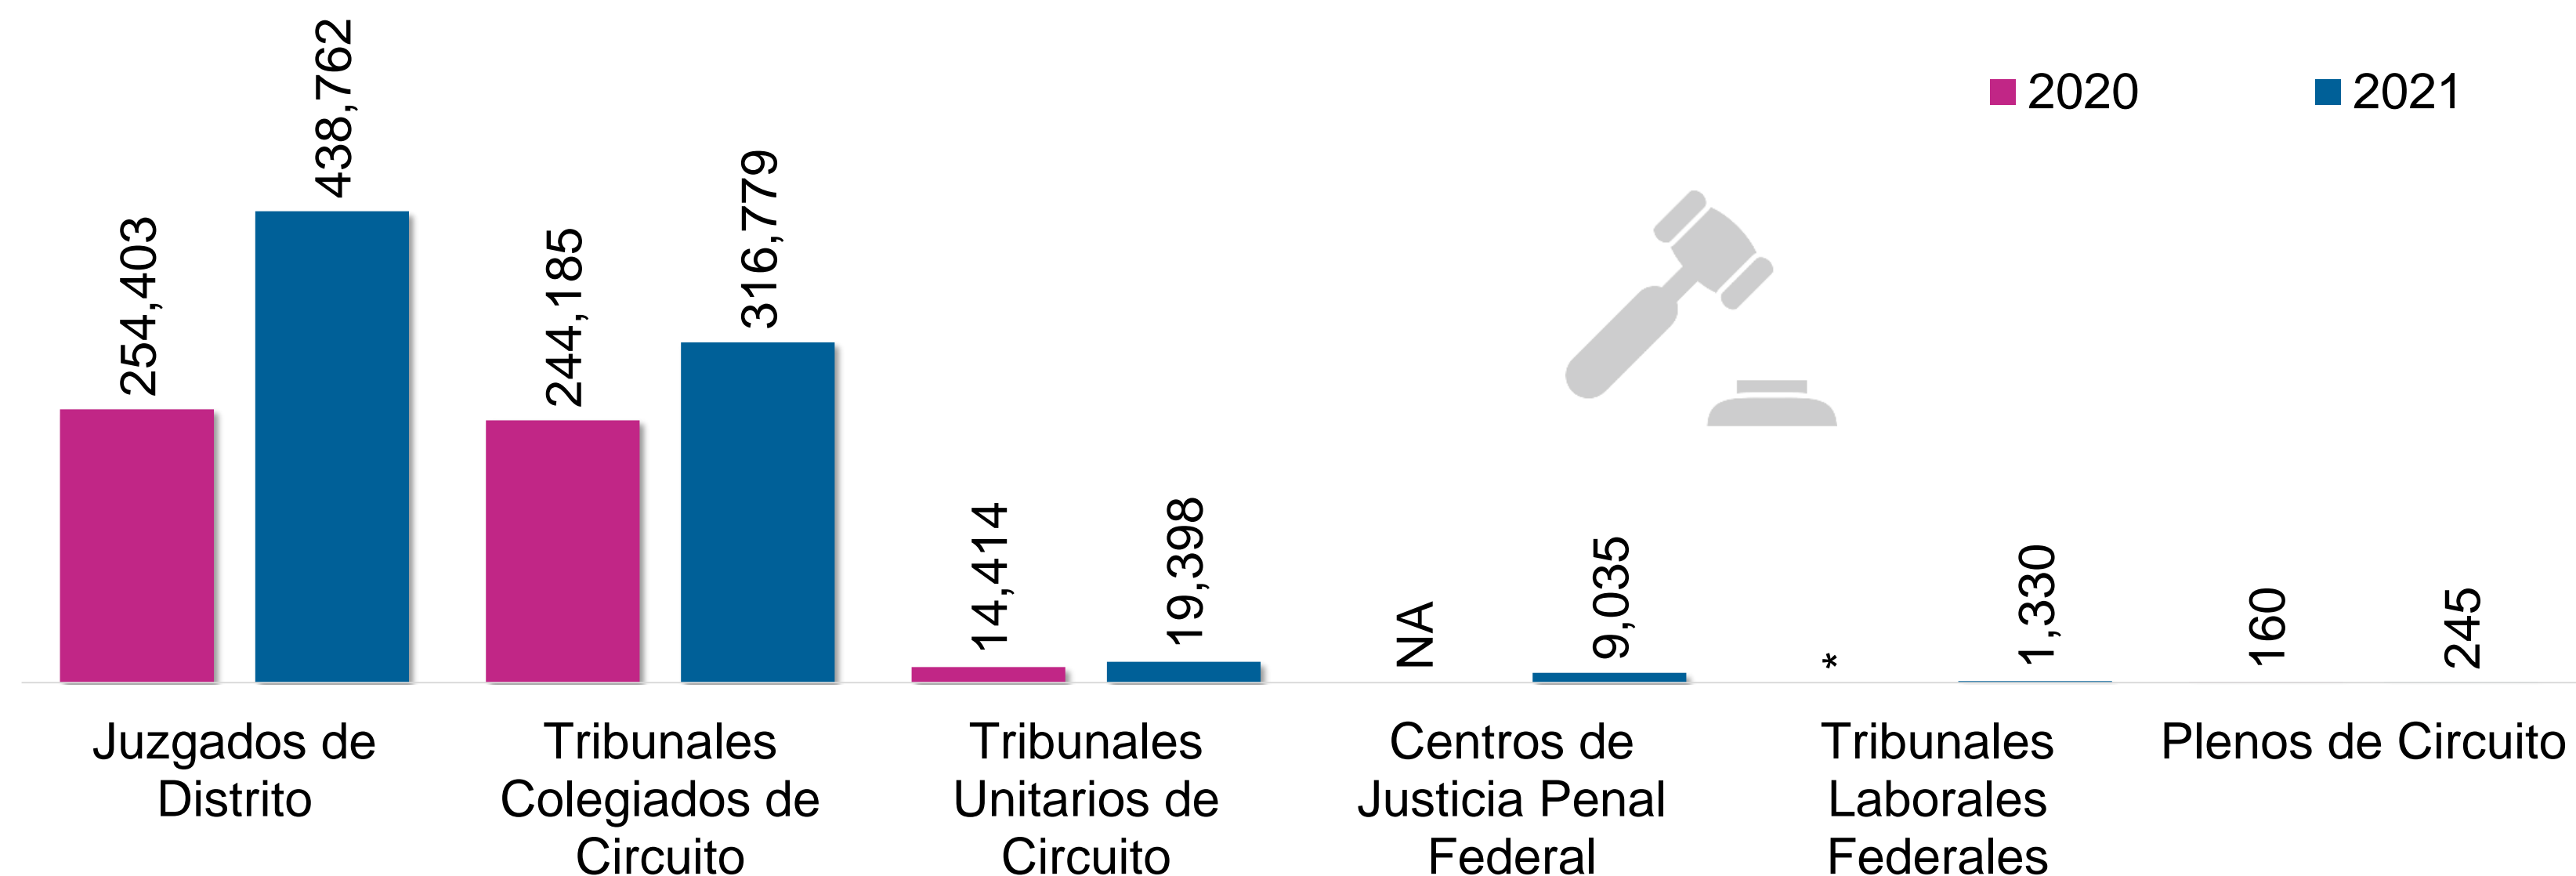 2020
2021
254,403
438,762
244,185
316,779
14,414
19,398
NA
9,035
*
1,330
160
245
Juzgados de
Distrito
Tribunales
Colegiados de
Circuito
Tribunales
Unitarios de
Circuito
Centros de
Justicia Penal
Federal
Tribunales
Laborales
Federales
Plenos de Circuito